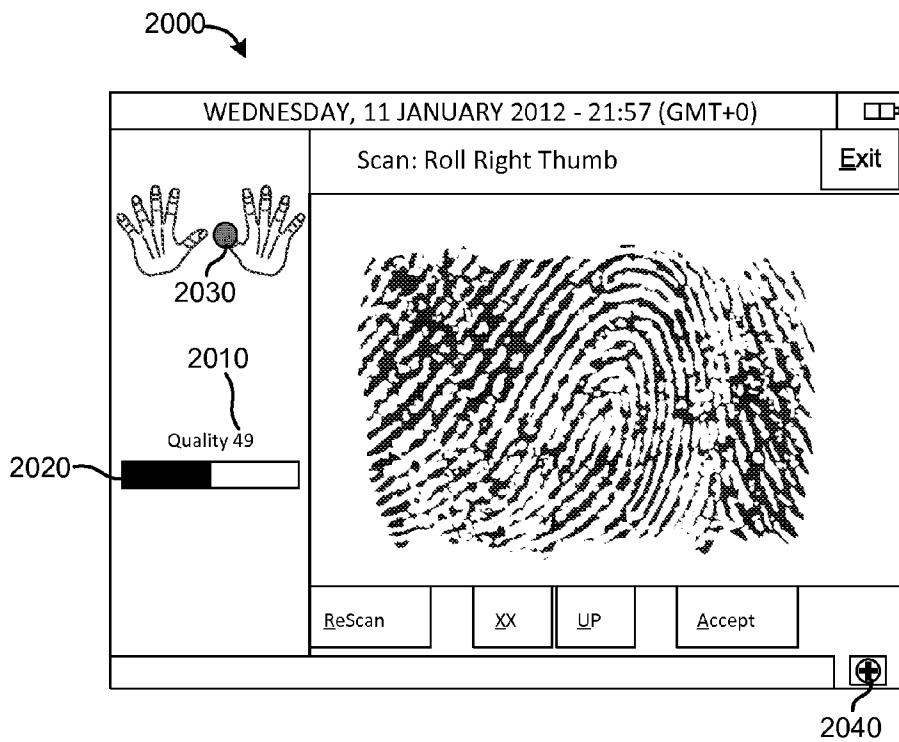 2000
WEDNESDAY, 11 JANUARY 2012 - 21:57 (GMT+0)
Scan: Roll Right Thumb
Exit
2030
2010
Quality 49
2020
ReScan
XX
UP
Accept
2040